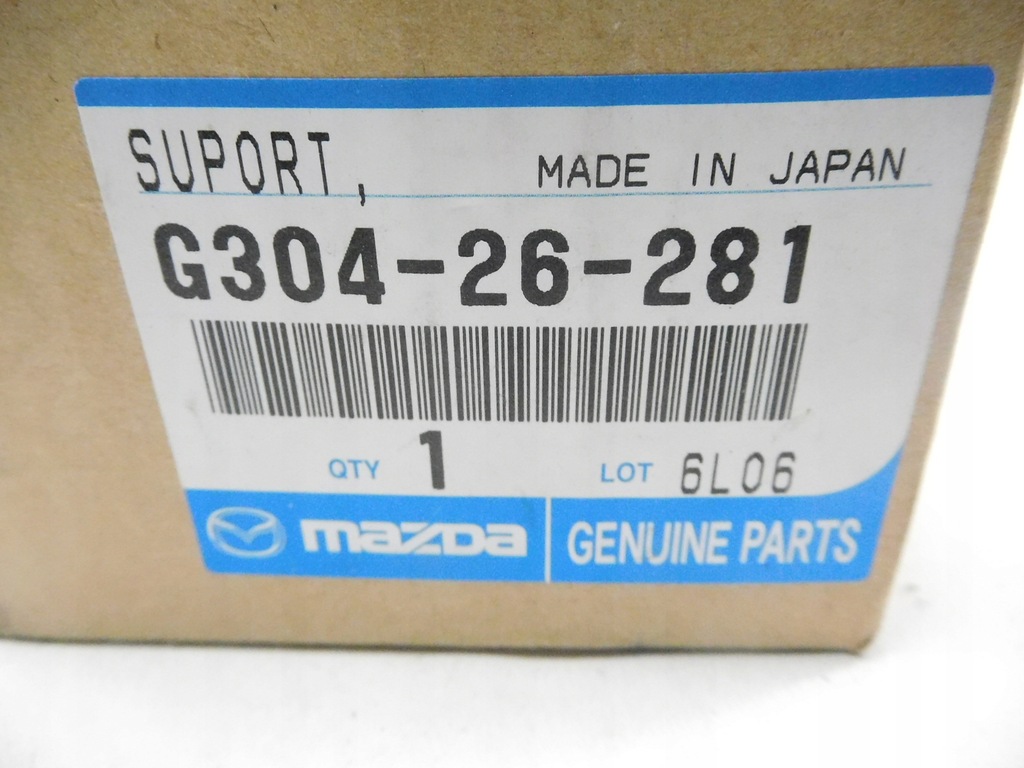 SUPORT, MADE IN JAPAN
G304-26-281
QTY 1 LOT 6L06
mazda GENUINE PARTS